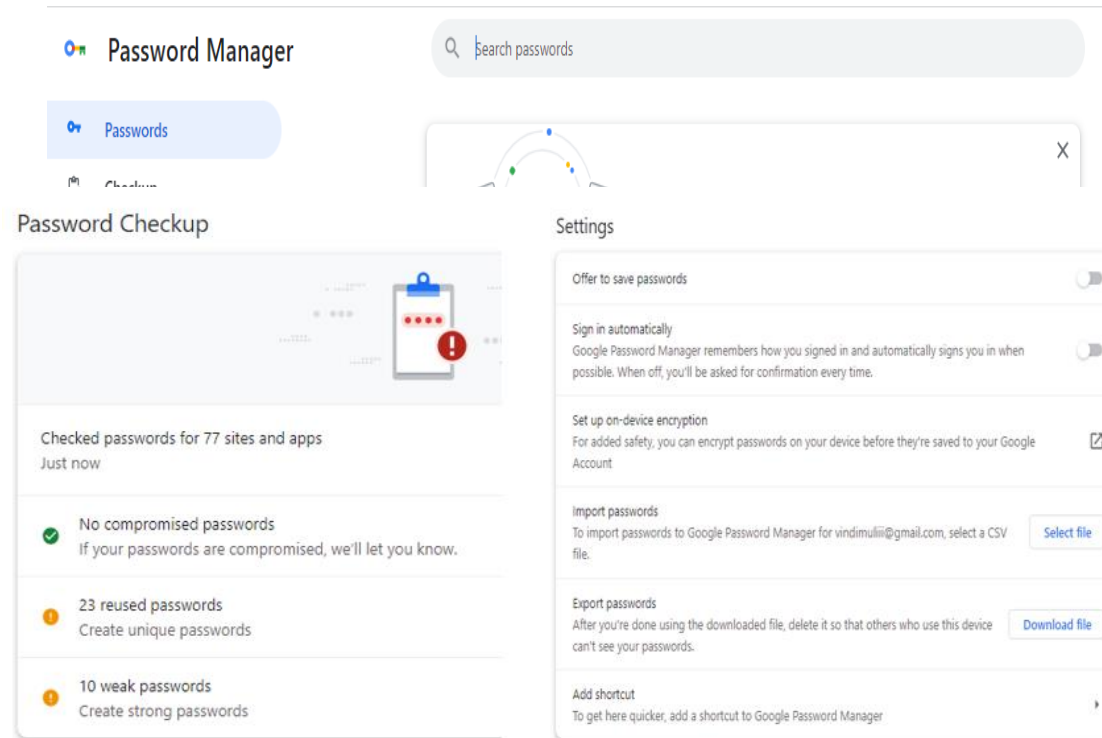 Password Manager
Search passwords
Passwords
Checkup
Password Checkup
Checked passwords for 77 sites and apps
Just now
No compromised passwords
If your passwords are compromised, we'll let you know.
23 reused passwords
Create unique passwords
10 weak passwords
Create strong passwords
Settings
Offer to save passwords
Sign in automatically
Google Password Manager remembers how you signed in and automatically signs you in when
possible. When off, you'll be asked for confirmation every time.
Set up on-device encryption
For added safety, you can encrypt passwords on your device before they're saved to your Google
Account
Import passwords
To import passwords to Google Password Manager for vindimuliiii@gmail.com, select a CSV
file.
Select file
Export passwords
After you're done using the downloaded file, delete it so that others who use this device
can't see your passwords.
Download file
Add shortcut
To get here quicker, add a shortcut to Google Password Manager